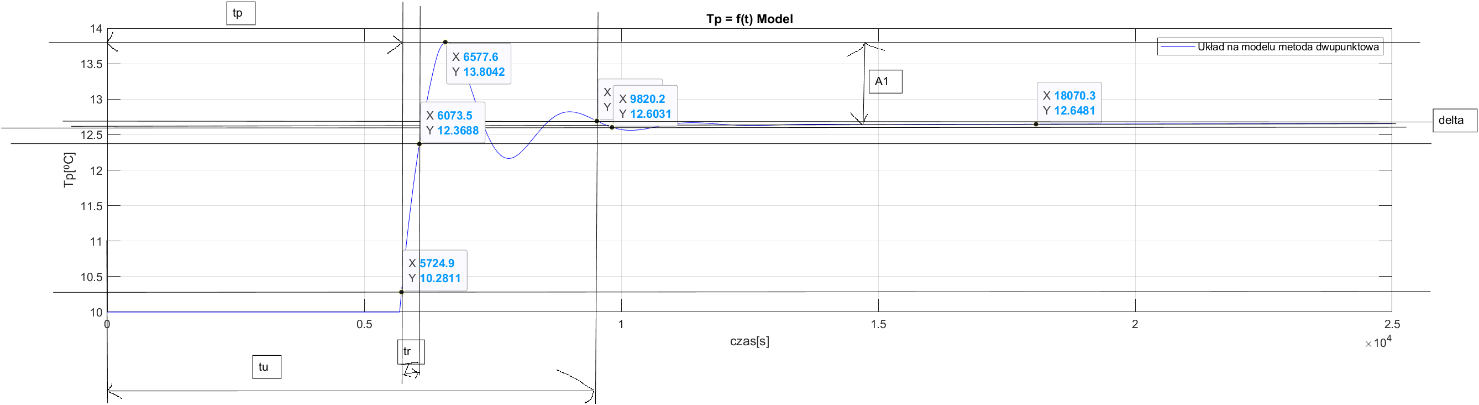 tp
Tp = f(t) Model
Układ na modelu metoda dwupunktowa
14
13.5
13
12.5
12
11.5
11
10.5
10
Tp[ºC]
X 6577.6
Y 13.8042
A1
X 6073.5
Y 12.3688
X
Y
X 9820.2
Y 12.6031
X 18070.3
Y 12.6481
delta
X 5724.9
Y 10.2811
0
0.5
1
1.5
2
2.5
czas[s]
×10⁴
tr
tu